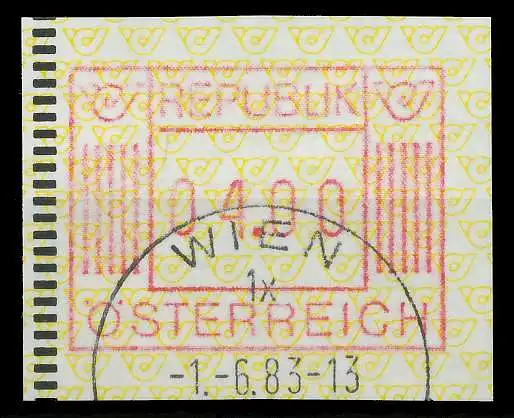 REPUBLIK
04.00
ÖSTERREICH
WIEN
1x
-1.-6.83-13